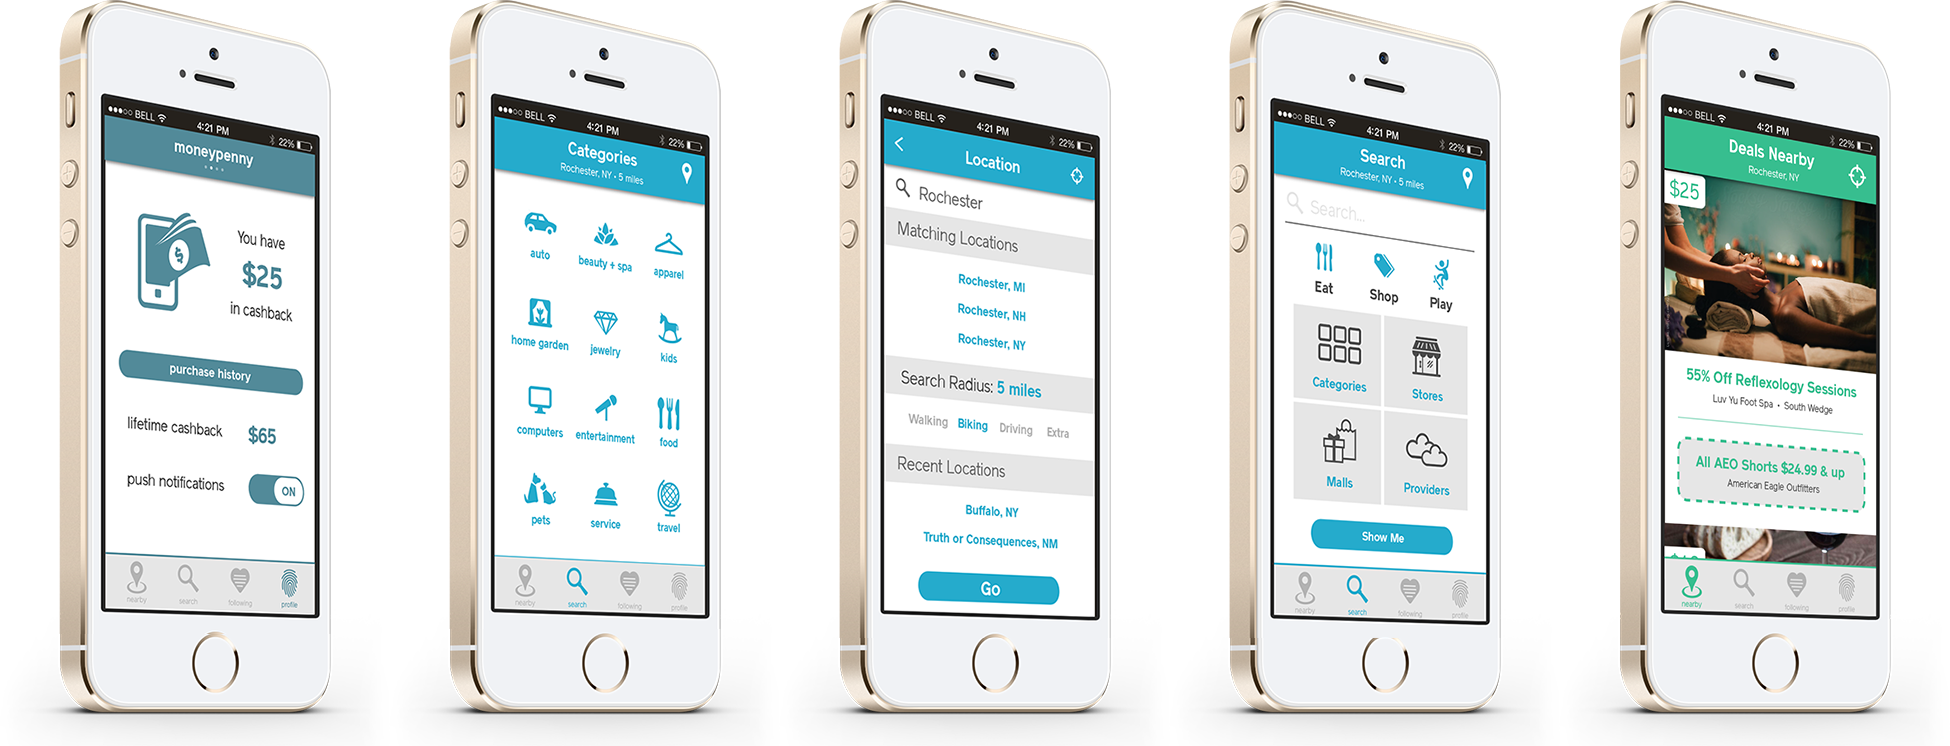 BELL 4:21 PM 22%
moneypenny
You have
$25
in cashback
purchase history
lifetime cashback $65
push notifications ON
nearby search following profile
BELL 4:21 PM 22%
Categories
Rochester, NY • 5 miles
auto beauty + spa apparel
home garden jewelry kids
computers entertainment food
pets service travel
nearby search following profile
BELL 4:21 PM 22%
Location
Rochester
Matching Locations
Rochester, MI
Rochester, NH
Rochester, NY
Search Radius: 5 miles
Walking Biking Driving Extra
Recent Locations
Buffalo, NY
Truth or Consequences, NM
Go
BELL 4:21 PM 22%
Search
Rochester, NY • 5 miles
Search...
Eat Shop Play
Categories Stores
Malls Providers
Show Me
nearby search following profile
BELL 4:21 PM 22%
Deals Nearby
Rochester, NY
$25
55% Off Reflexology Sessions
Luv Yu Foot Spa • South Wedge
All AEO Shorts $24.99 & up
American Eagle Outfitters
nearby search following profile